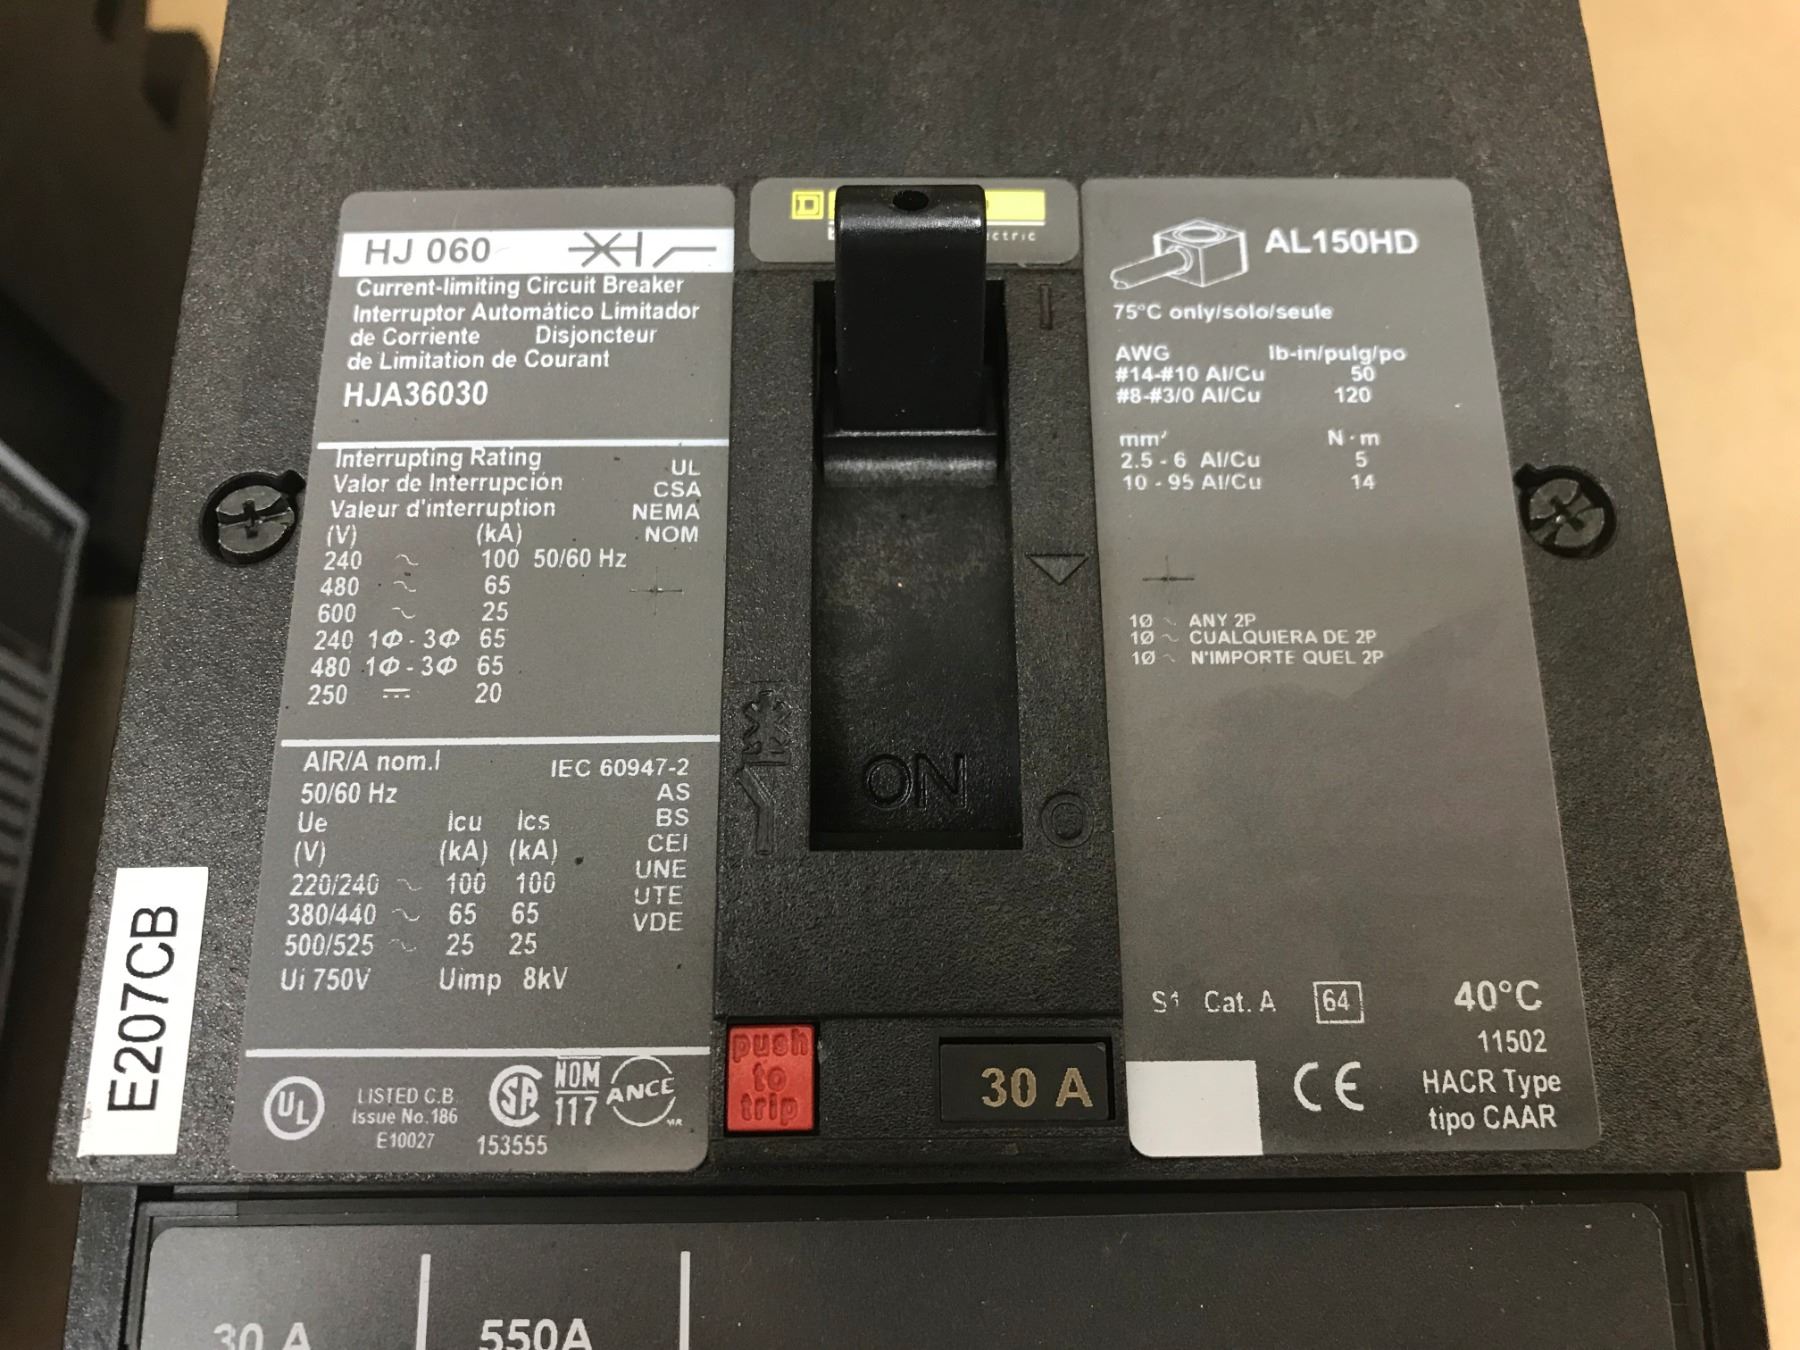 HJ 060
Current-limiting Circuit Breaker
Interruptor Automático Limitador
de Corriente Disjoncteur
de Limitation de Courant
HJA36030
Interrupting Rating UL
Valor de Interrupción CSA
Valeur d'interruption NEMA
(V) (kA) NOM
240 ~ 100 50/60 Hz
480 ~ 65
600 ~ 25
240 1Φ - 3Φ 65
480 1Φ - 3Φ 65
250 ⎓ 20
AIR/A nom.I IEC 60947-2
50/60 Hz AS
Ue Icu Ics BS
(V) (kA) (kA) CEI
220/240 ~ 100 100 UNE
380/440 ~ 65 65 UTE
500/525 ~ 25 25 VDE
Ui 750V Uimp 8kV
UL
LISTED C.B.
Issue No.186
E10027
SA
153555
NOM
117
ANCE
E207CB
D
ctric
I
ON
O
push
to
trip
30 A
AL150HD
75°C only/sólo/seule
AWG lb-in/pulg/po
#14-#10 Al/Cu 50
#8-#3/0 Al/Cu 120
mm² N·m
2.5 - 6 Al/Cu 5
10 - 95 Al/Cu 14
1Ø ~ ANY 2P
1Ø ~ CUALQUIERA DE 2P
1Ø ~ N'IMPORTE QUEL 2P
Cat. A 64 40°C
11502
CE HACR Type
tipo CAAR
30 A 550A